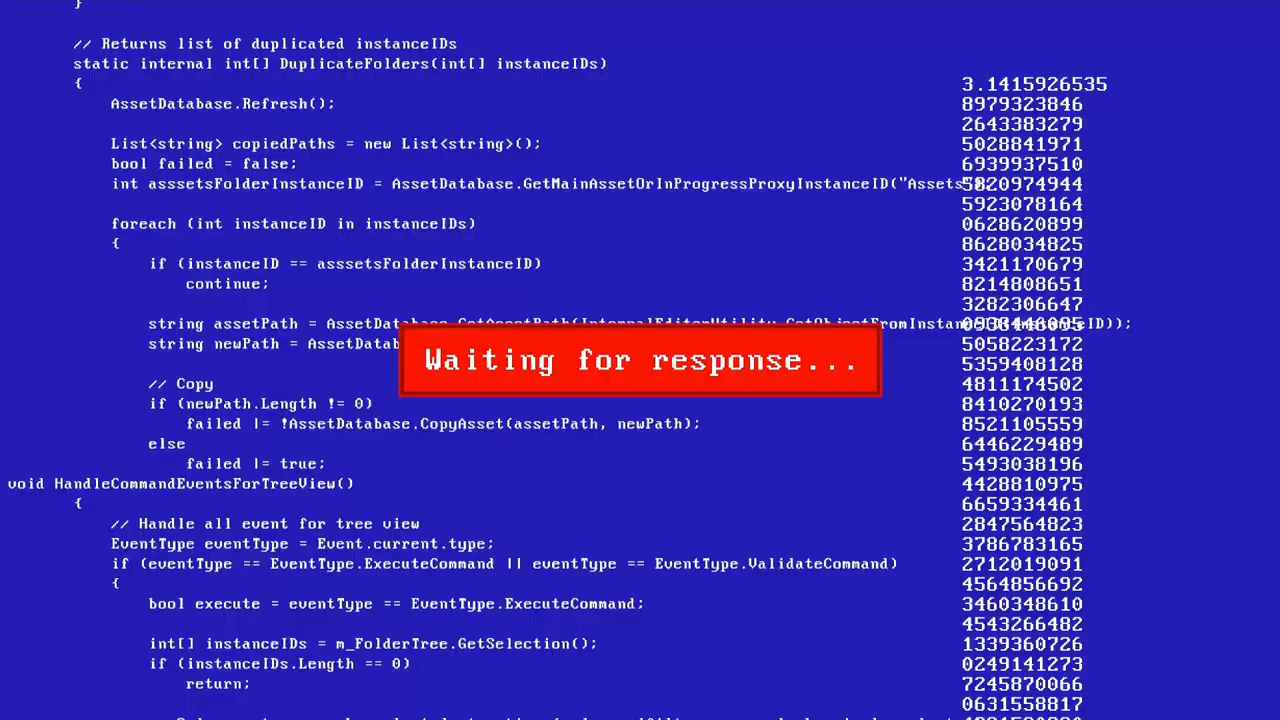 }
// Returns list of duplicated instanceIDs
static internal int[] DuplicateFolders(int[] instanceIDs)
{
AssetDatabase.Refresh();
List<string> copiedPaths = new List<string>();
bool failed = false;
int asssetsFolderInstanceID = AssetDatabase.GetMainAssetOrInProgressProxyInstanceID("Assets");
foreach (int instanceID in instanceIDs)
{
if (instanceID == asssetsFolderInstanceID)
continue;
string assetPath = AssetDatabase.GetAssetPath(InternalEditorUtility.GetObjectFromInstanceID(instanceID));
string newPath = AssetDatab
// Copy
if (newPath.Length != 0)
failed |= !AssetDatabase.CopyAsset(assetPath, newPath);
else
failed |= true;
void HandleCommandEventsForTreeView()
{
// Handle all event for tree view
EventType eventType = Event.current.type;
if (eventType == EventType.ExecuteCommand || eventType == EventType.ValidateCommand)
{
bool execute = eventType == EventType.ExecuteCommand;
int[] instanceIDs = m_FolderTree.GetSelection();
if (instanceIDs.Length == 0)
return;
Waiting for response...
3.1415926535
8979323846
2643383279
5028841971
6939937510
5820974944
5923078164
0628620899
8628034825
3421170679
8214808651
3282306647
0938446095
5058223172
5359408128
4811174502
8410270193
8521105559
6446229489
5493038196
4428810975
6659334461
2847564823
3786783165
2712019091
4564856692
3460348610
4543266482
1339360726
0249141273
7245870066
0631558817